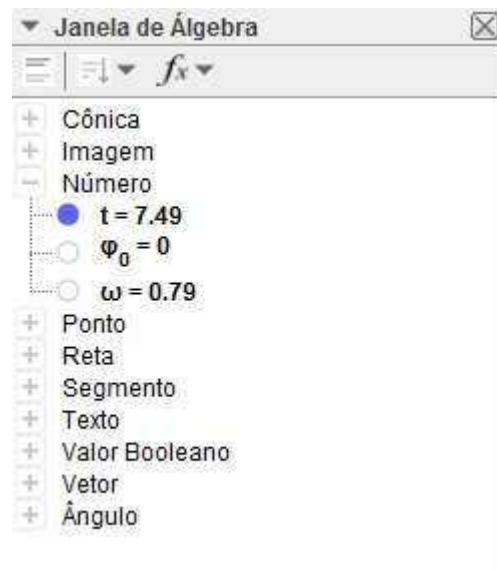 Janela de Álgebra
fx
Cônica
Imagem
Número
t = 7.49
φ₀ = 0
ω = 0.79
Ponto
Reta
Segmento
Texto
Valor Booleano
Vetor
Ângulo